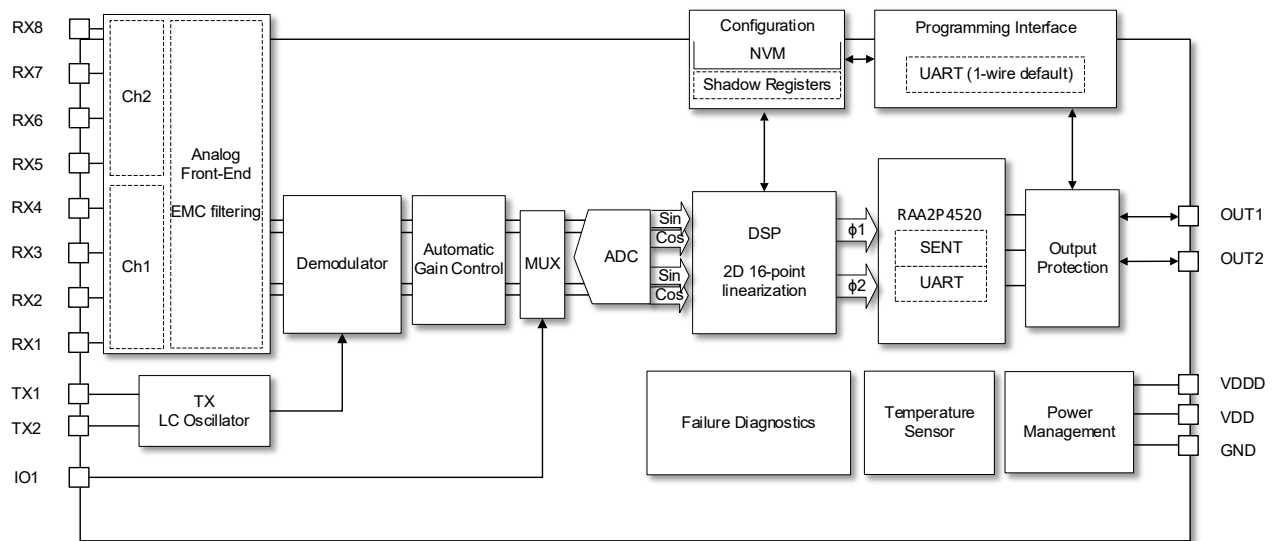 RX8
RX7
RX6
RX5
RX4
RX3
RX2
RX1
TX1
TX2
IO1
Ch2
Ch1
Analog
Front-End
EMC filtering
TX
LC Oscillator
Demodulator
Automatic
Gain Control
MUX
ADC
Sin
Cos
Sin
Cos
Configuration
NVM
Shadow Registers
Programming Interface
UART (1-wire default)
DSP
2D 16-point
linearization
ϕ1
ϕ2
RAA2P4520
SENT
UART
Output
Protection
OUT1
OUT2
Failure Diagnostics
Temperature
Sensor
Power
Management
VDDD
VDD
GND